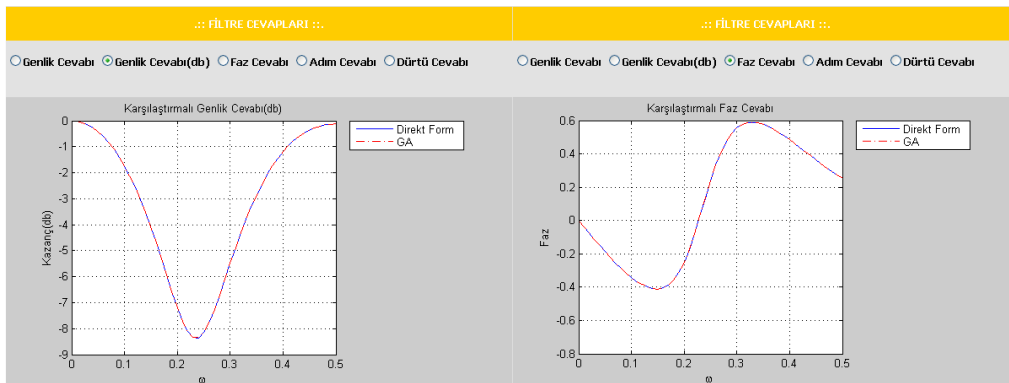 .:: FİLTRE CEVAPLARI ::.
Genlik Cevabı Genlik Cevabı(db) Faz Cevabı Adım Cevabı Dürtü Cevabı
Karşılaştırmalı Genlik Cevabı(db)
Kazanç(db)
0
-1
-2
-3
-4
-5
-6
-7
-8
-9
0 0.1 0.2 0.3 0.4 0.5
ω
Direkt Form
GA
.:: FİLTRE CEVAPLARI ::.
Genlik Cevabı Genlik Cevabı(db) Faz Cevabı Adım Cevabı Dürtü Cevabı
Karşılaştırmalı Faz Cevabı
Faz
0.6
0.4
0.2
0
-0.2
-0.4
-0.6
-0.8
0 0.1 0.2 0.3 0.4 0.5
ω
Direkt Form
GA